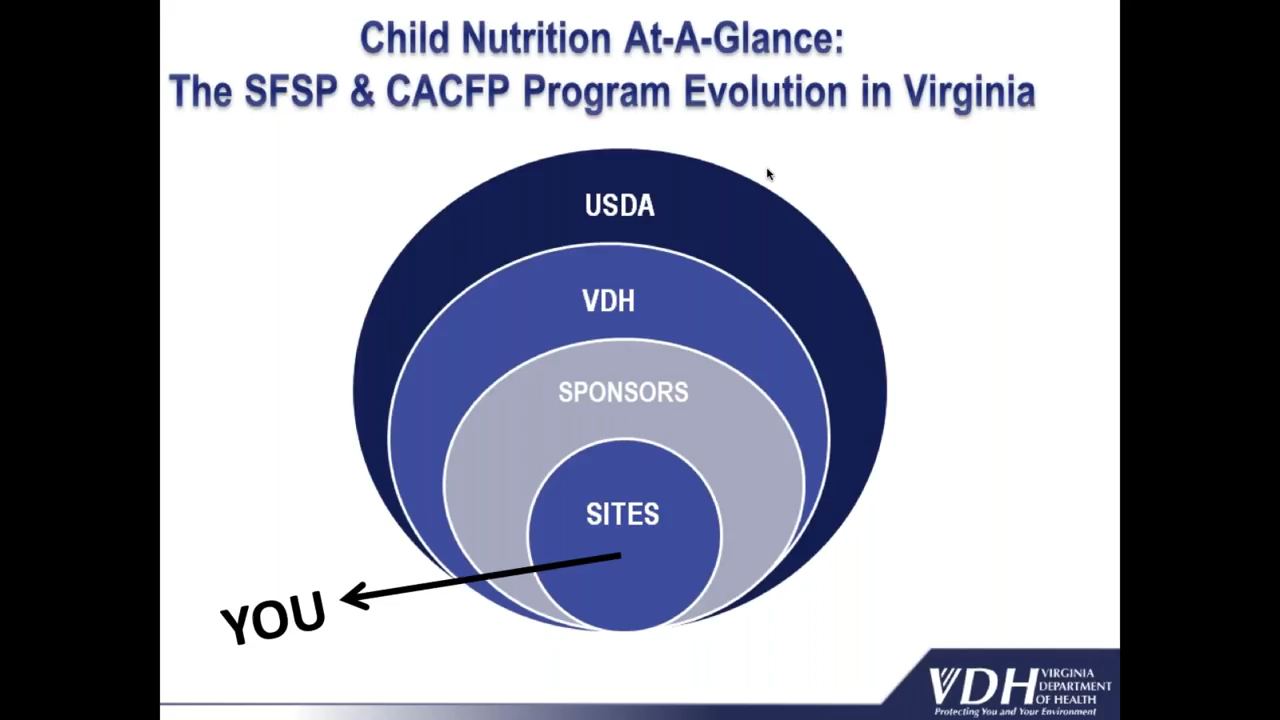 Child Nutrition At-A-Glance:
The SFSP & CACFP Program Evolution in Virginia
USDA
VDH
SPONSORS
SITES
YOU
VDH
VIRGINIA
DEPARTMENT
OF HEALTH
Protecting You and Your Environment